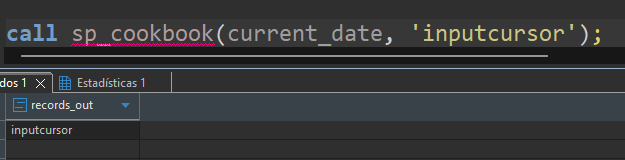 call sp_cookbook(current_date, 'inputcursor');
dos 1
Estadísticas 1
records_out
inputcursor